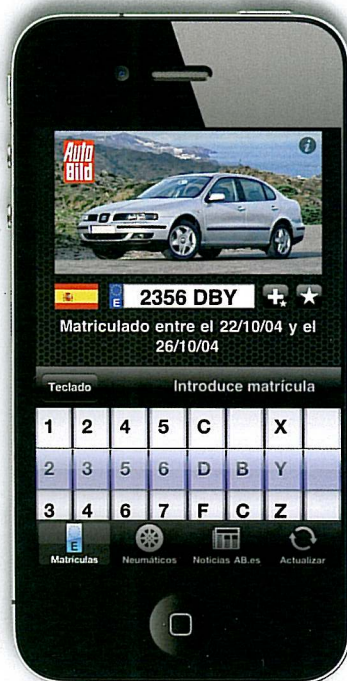 Auto
Bild
i
E 2356 DBY
Matriculado entre el 22/10/04 y el
26/10/04
Teclado Introduce matrícula
1 2 4 5 C X
2 3 5 6 D B Y
3 4 6 7 F C Z
E
Matrículas Neumáticos Noticias AB.es Actualizar